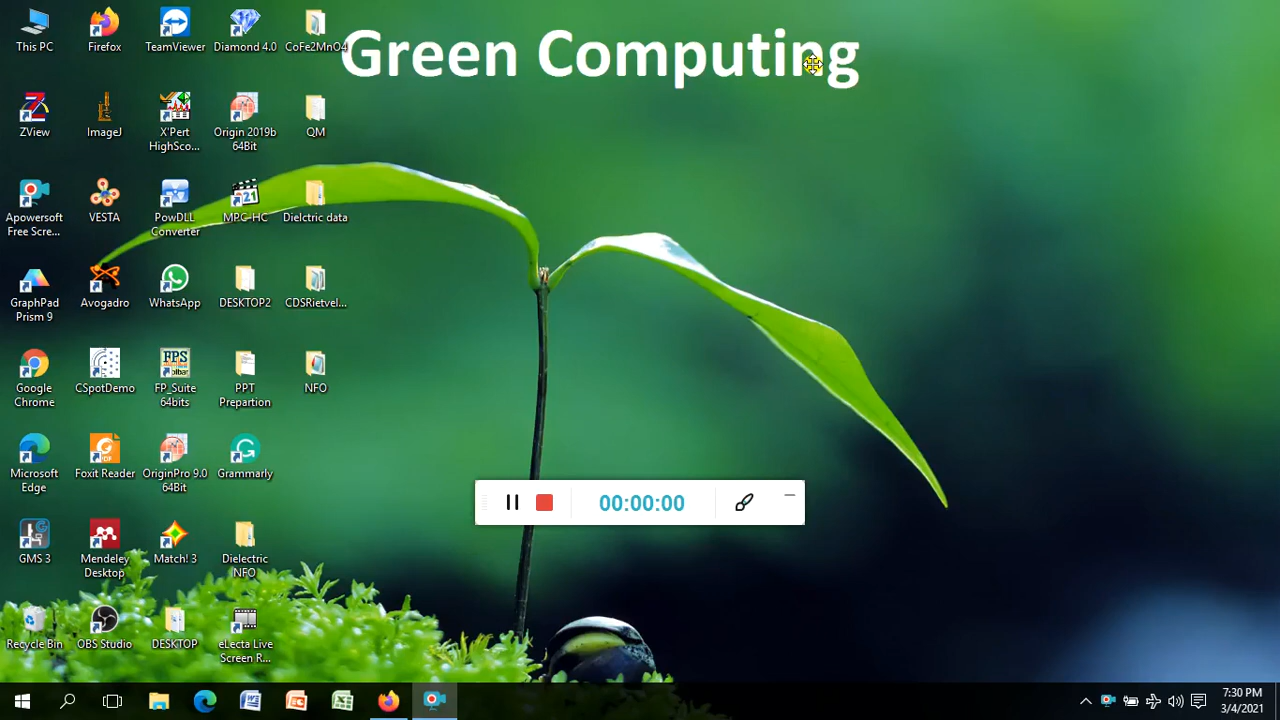 Green Computing
This PC
Firefox
TeamViewer
Diamond 4.0
CoFe2MnO4
ZView
ImageJ
X'Pert
HighSco...
Origin 2019b
64Bit
QM
Apowersoft
Free Scre...
VESTA
PowDLL
Converter
MPC-HC
Dielctric data
GraphPad
Prism 9
Avogadro
WhatsApp
DESKTOP2
CDSRietvel...
Google
Chrome
CSpotDemo
FP_Suite
64bits
PPT
Prepartion
NFO
Microsoft
Edge
Foxit Reader
OriginPro 9.0
64Bit
Grammarly
00:00:00
GMS 3
Mendeley
Desktop
Match! 3
Dielectric
NFO
Recycle Bin
OBS Studio
DESKTOP
eLecta Live
Screen R...
7:30 PM
3/4/2021